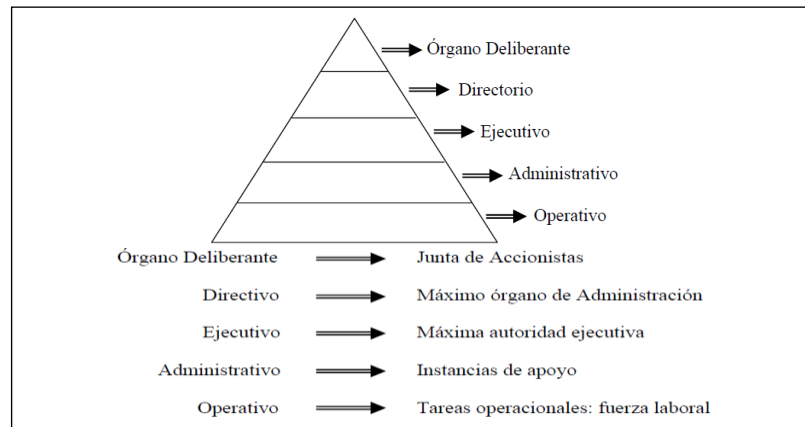 Órgano Deliberante
Directorio
Ejecutivo
Administrativo
Operativo
Órgano Deliberante Junta de Accionistas
Directivo Máximo órgano de Administración
Ejecutivo Máxima autoridad ejecutiva
Administrativo Instancias de apoyo
Operativo Tareas operacionales: fuerza laboral